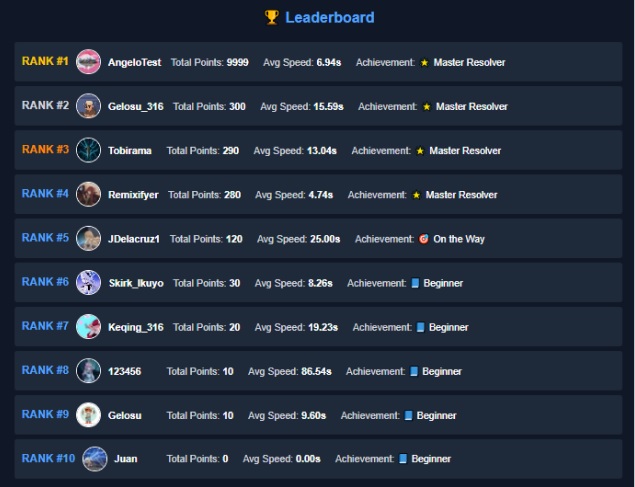 🏆 Leaderboard
RANK #1 AngeloTest Total Points: 9999 Avg Speed: 6.94s Achievement: ⭐ Master Resolver
RANK #2 Gelosu_316 Total Points: 300 Avg Speed: 15.59s Achievement: ⭐ Master Resolver
RANK #3 Tobirama Total Points: 290 Avg Speed: 13.04s Achievement: ⭐ Master Resolver
RANK #4 Remixifyer Total Points: 280 Avg Speed: 4.74s Achievement: ⭐ Master Resolver
RANK #5 JDelacruz1 Total Points: 120 Avg Speed: 25.00s Achievement: 🎯 On the Way
RANK #6 Skirk_Ikuyo Total Points: 30 Avg Speed: 8.26s Achievement: 📘 Beginner
RANK #7 Keqing_316 Total Points: 20 Avg Speed: 19.23s Achievement: 📘 Beginner
RANK #8 123456 Total Points: 10 Avg Speed: 86.54s Achievement: 📘 Beginner
RANK #9 Gelosu Total Points: 10 Avg Speed: 9.60s Achievement: 📘 Beginner
RANK #10 Juan Total Points: 0 Avg Speed: 0.00s Achievement: 📘 Beginner